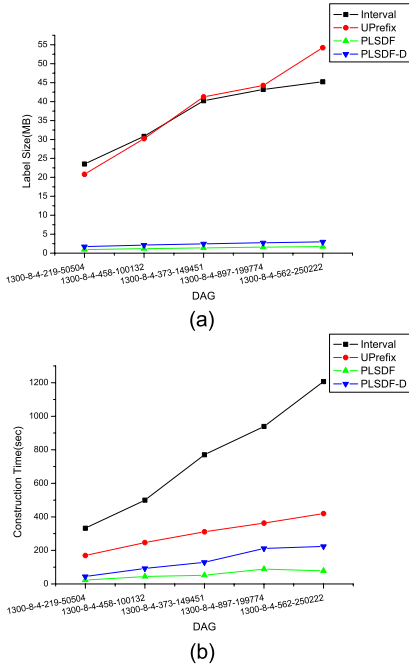 Interval
UPrefix
PLSDF
PLSDF-D
55
50
45
40
35
30
25
20
15
10
5
0
Label Size(MB)
1300-8-4-219-50504
1300-8-4-458-100132
1300-8-4-373-149451
1300-8-4-897-199774
1300-8-4-562-250222
DAG
(a)
Interval
UPrefix
PLSDF
PLSDF-D
1200
1000
800
600
400
200
0
Construction Time(sec)
1300-8-4-219-50504
1300-8-4-458-100132
1300-8-4-373-149451
1300-8-4-897-199774
1300-8-4-562-250222
DAG
(b)